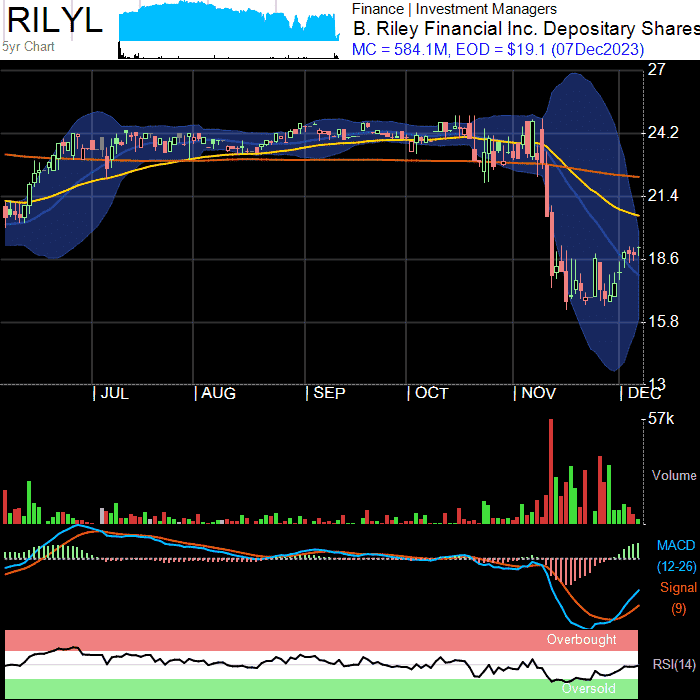 RILYL
5yr Chart
Finance | Investment Managers
B. Riley Financial Inc. Depositary Shares
MC = 584.1M, EOD = $19.1 (07Dec2023)
27
24.2
21.4
18.6
15.8
13
| JUL | AUG | SEP | OCT | NOV | DEC
57k
Volume
MACD
(12-26)
Signal
(9)
Overbought
RSI(14)
Oversold